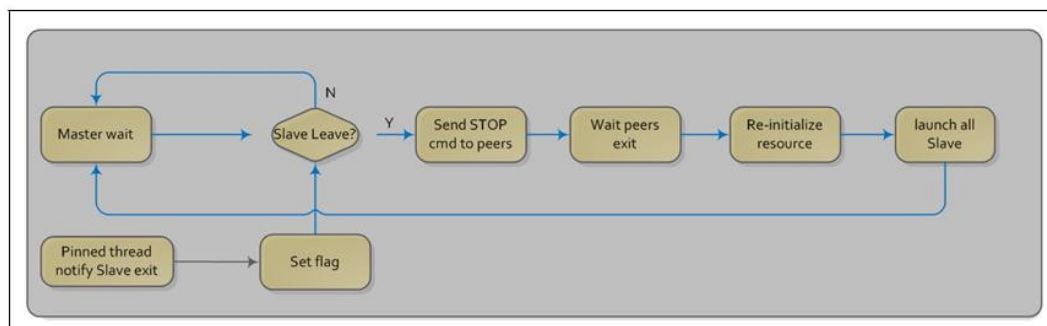 N
Master wait
Slave Leave?
Y
Send STOP
cmd to peers
Wait peers
exit
Re-initialize
resource
launch all
Slave
Pinned thread
notify Slave exit
Set flag